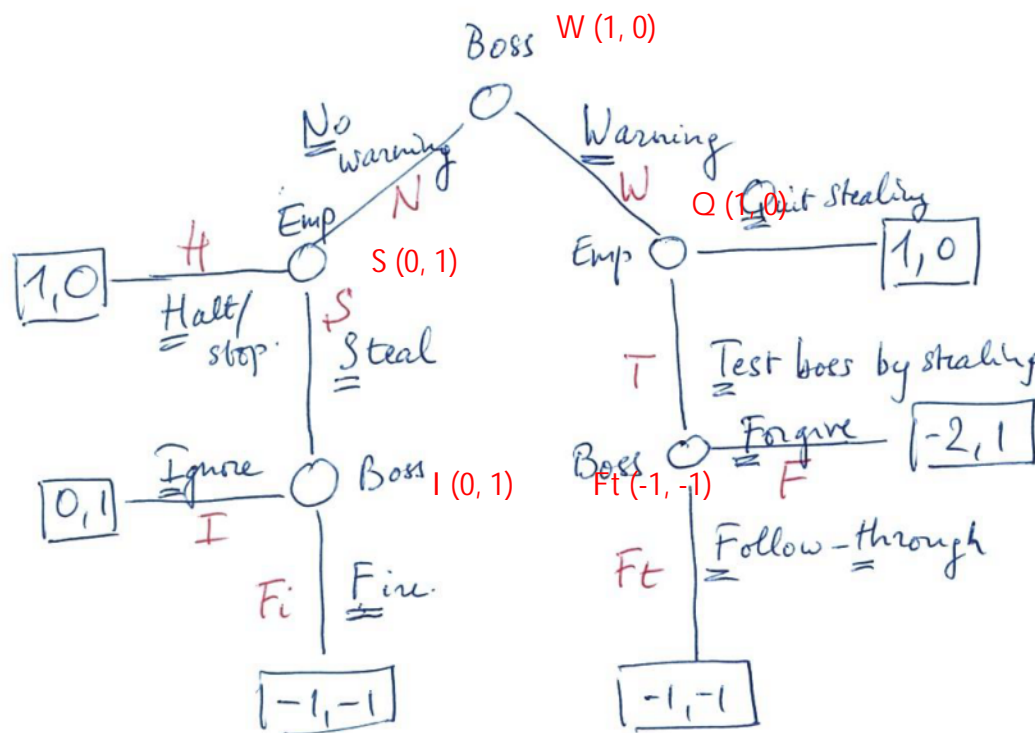 Boss W (1, 0)
No warning
N
Warning
W
Emp
S (0, 1)
H
1,0
Halt/
stop.
S
Steal
Emp
Q (1, 0)
Quit stealing
1,0
T
Test boss by stealing
Ignore
I
0,1
Boss I (0, 1)
Boss Ft (-1, -1)
Forgive
F
-2,1
Fi
Fire.
Ft
Follow-through
-1,-1
-1,-1